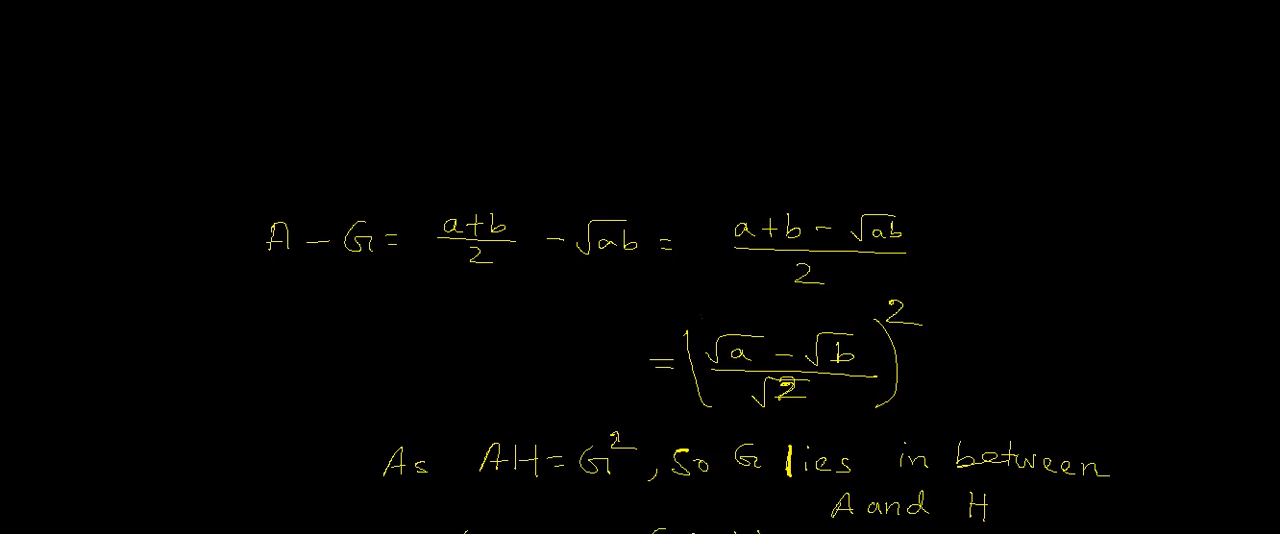 A - G = a+b/2 - √ab = a+b - √ab/2
= (√a - √b/√2)²
As AH = G², so G lies in between
A and H